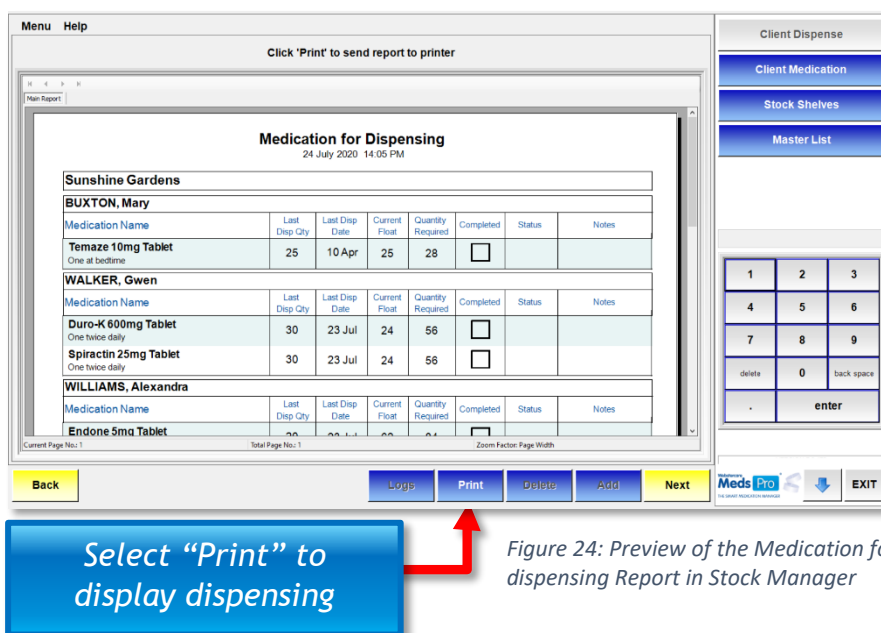 Menu Help
Click 'Print' to send report to printer
Main Report
Medication for Dispensing
24 July 2020 14:05 PM
Sunshine Gardens
BUXTON, Mary
Medication Name Last Disp Qty Last Disp Date Current Float Quantity Required Completed Status Notes
Temaze 10mg Tablet 25 10 Apr 25 28
One at bedtime
WALKER, Gwen
Medication Name Last Disp Qty Last Disp Date Current Float Quantity Required Completed Status Notes
Duro-K 600mg Tablet 30 23 Jul 24 56
One twice daily
Spiractin 25mg Tablet 30 23 Jul 24 56
One twice daily
WILLIAMS, Alexandra
Medication Name Last Disp Qty Last Disp Date Current Float Quantity Required Completed Status Notes
Endone 5mg Tablet
Current Page No.: 1 Total Page No.: 1 Zoom Factor: Page Width
Back Logs Print Delete Add Next
Client Dispense
Client Medication
Stock Shelves
Master List
1 2 3
4 5 6
7 8 9
delete 0 back space
. enter
Meds Pro
THE SMART MEDICATION MANAGER
EXIT
Select “Print” to
display dispensing
Figure 24: Preview of the Medication fo
dispensing Report in Stock Manager